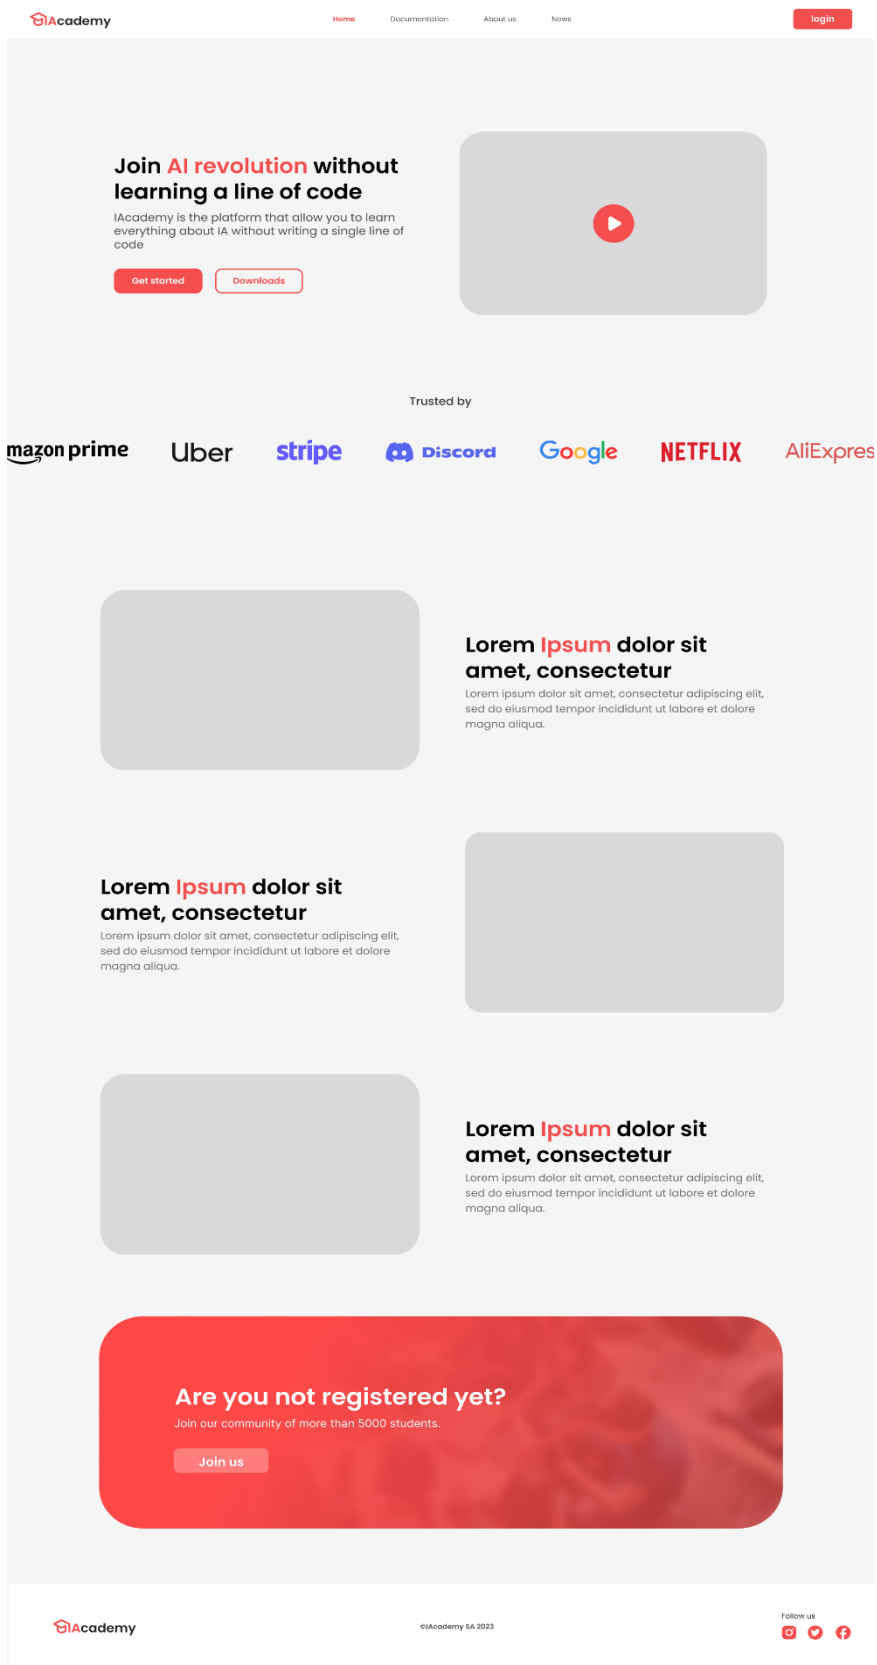 IAcademy
Home Documentation About us News
login
Join AI revolution without
learning a line of code
IAcademy is the platform that allow you to learn
everything about IA without writing a single line of
code
Get started Downloads
Trusted by
mazon prime Uber stripe Discord Google NETFLIX AliExpres
Lorem Ipsum dolor sit
amet, consectetur
Lorem ipsum dolor sit amet, consectetur adipiscing elit,
sed do eiusmod tempor incididunt ut labore et dolore
magna aliqua.
Lorem Ipsum dolor sit
amet, consectetur
Lorem ipsum dolor sit amet, consectetur adipiscing elit,
sed do eiusmod tempor incididunt ut labore et dolore
magna aliqua.
Lorem Ipsum dolor sit
amet, consectetur
Lorem ipsum dolor sit amet, consectetur adipiscing elit,
sed do eiusmod tempor incididunt ut labore et dolore
magna aliqua.
Are you not registered yet?
Join our community of more than 5000 students.
Join us
IAcademy
©IAcademy SA 2023
Follow us